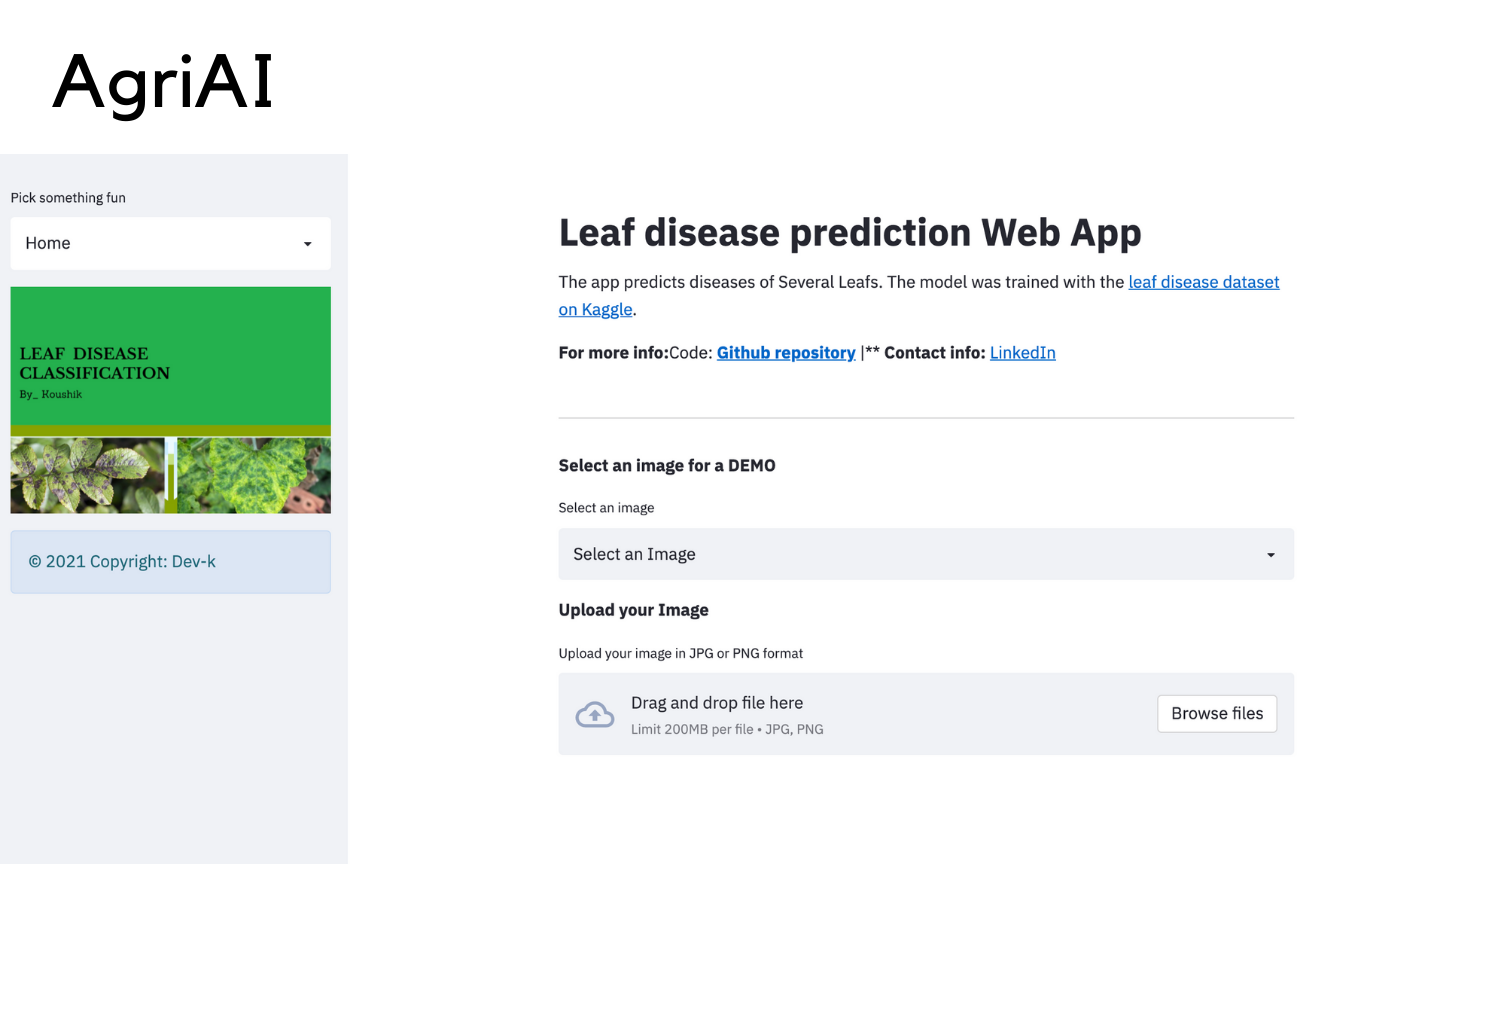 AgriAI
Pick something fun
Home
LEAF DISEASE
CLASSIFICATION
By_ Koushik
© 2021 Copyright: Dev-k
Leaf disease prediction Web App
The app predicts diseases of Several Leafs. The model was trained with the leaf disease dataset
on Kaggle.
For more info:Code: Github repository |** Contact info: LinkedIn
Select an image for a DEMO
Select an image
Select an Image
Upload your Image
Upload your image in JPG or PNG format
Drag and drop file here
Limit 200MB per file • JPG, PNG
Browse files